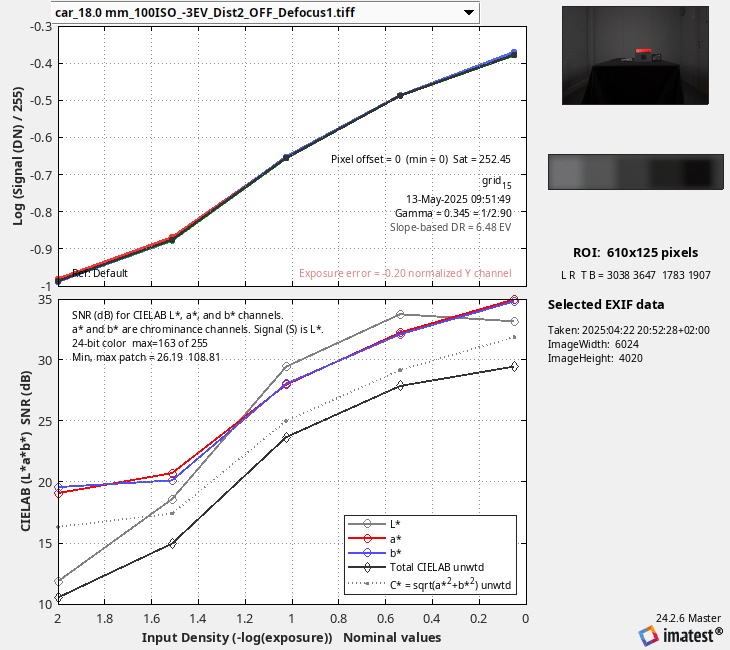 car_18.0 mm_100ISO_-3EV_Dist2_OFF_Defocus1.tiff
-0.3
-0.4
-0.5
-0.6
-0.7
-0.8
-0.9
-1
Log (Signal (DN) / 255)
Pixel offset = 0 (min = 0) Sat = 252.45
grid15
13-May-2025 09:51:49
Gamma = 0.345 = 1/2.90
Slope-based DR = 6.48 EV
Ref: Default
Exposure error = -0.20 normalized Y channel
ROI: 610x125 pixels
L R T B = 3038 3647 1783 1907
Selected EXIF data
Taken: 2025:04:22 20:52:28+02:00
ImageWidth: 6024
ImageHeight: 4020
35
30
25
20
15
10
CIELAB (L*a*b*) SNR (dB)
SNR (dB) for CIELAB L*, a*, and b* channels.
a* and b* are chrominance channels. Signal (S) is L*.
24-bit color max=163 of 255
Min, max patch = 26.19 108.81
L*
a*
b*
Total CIELAB unwtd
C* = sqrt(a*2+b*2) unwtd
2 1.8 1.6 1.4 1.2 1 0.8 0.6 0.4 0.2 0
Input Density (-log(exposure)) Nominal values
24.2.6 Master
imatest®